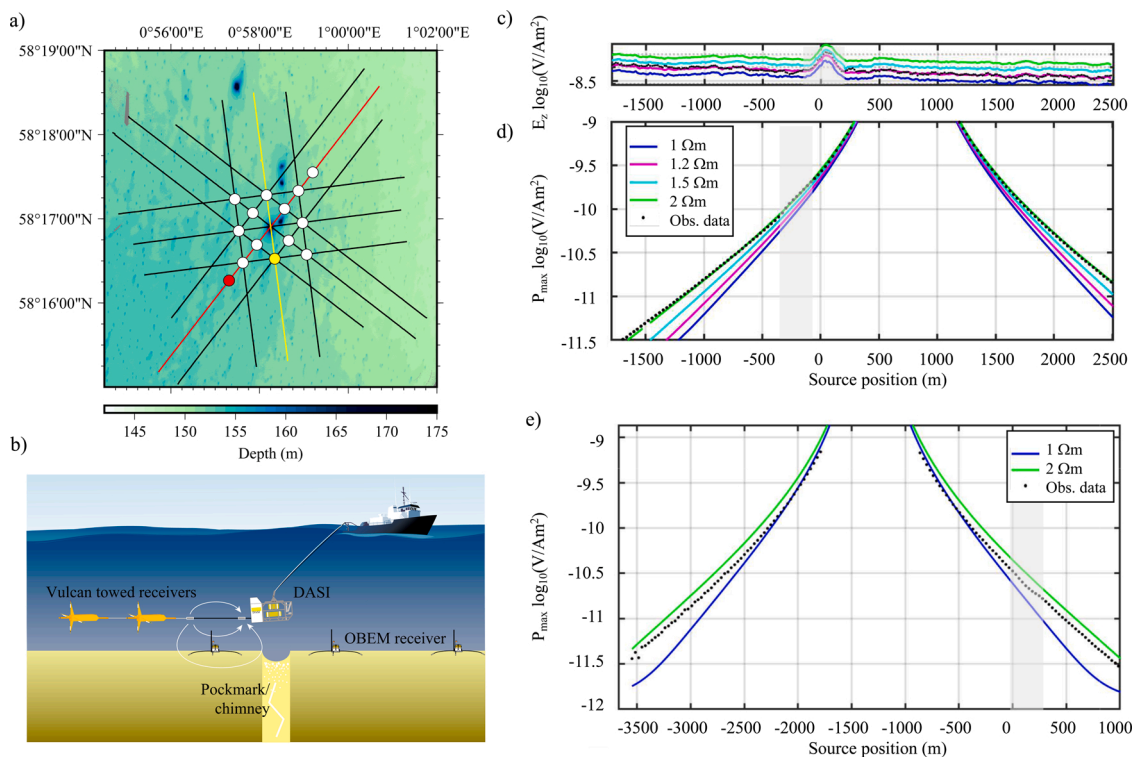 a)
0°56'00"E
0°58'00"E
1°00'00"E
1°02'00"E
58°19'00"N
58°18'00"N
58°17'00"N
58°16'00"N
145
150
155
160
165
170
175
Depth (m)
b)
Vulcan towed receivers
DASI
OBEM receiver
Pockmark/
chimney
c)
E_z log₁₀(V/Am²)
-8.5
-1500 -1000 -500 0 500 1000 1500 2000 2500
d)
P_max log₁₀(V/Am²)
-9
-9.5
-10
-10.5
-11
-11.5
1 Ωm
1.2 Ωm
1.5 Ωm
2 Ωm
Obs. data
-1500 -1000 -500 0 500 1000 1500 2000 2500
Source position (m)
e)
P_max log₁₀(V/Am²)
-9
-9.5
-10
-10.5
-11
-11.5
-12
1 Ωm
2 Ωm
Obs. data
-3500 -3000 -2500 -2000 -1500 -1000 -500 0 500 1000
Source position (m)